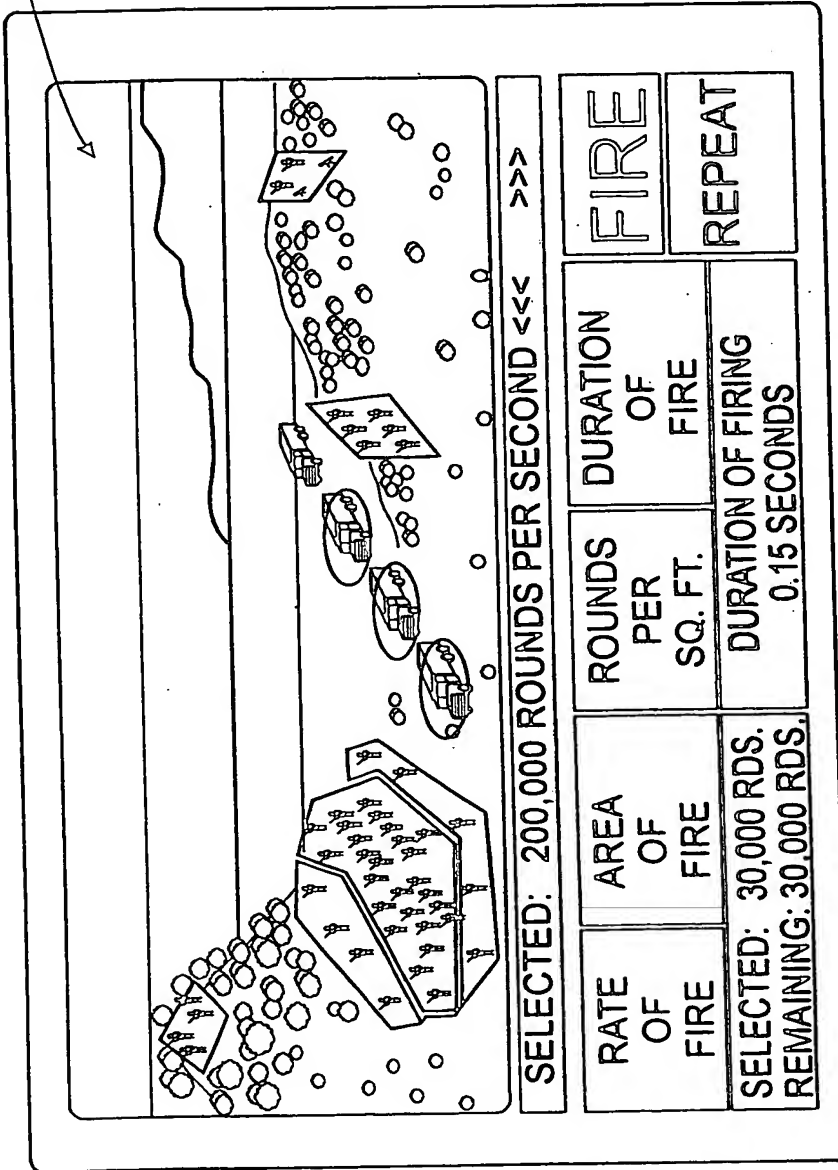 SELECTED: 200,000 ROUNDS PER SECOND <<< >>>
RATE
OF
FIRE
AREA
OF
FIRE
ROUNDS
PER
SQ. FT.
DURATION
OF
FIRE
FIRE
REPEAT
SELECTED: 30,000 RDS.
REMAINING: 30,000 RDS.
DURATION OF FIRING
0.15 SECONDS